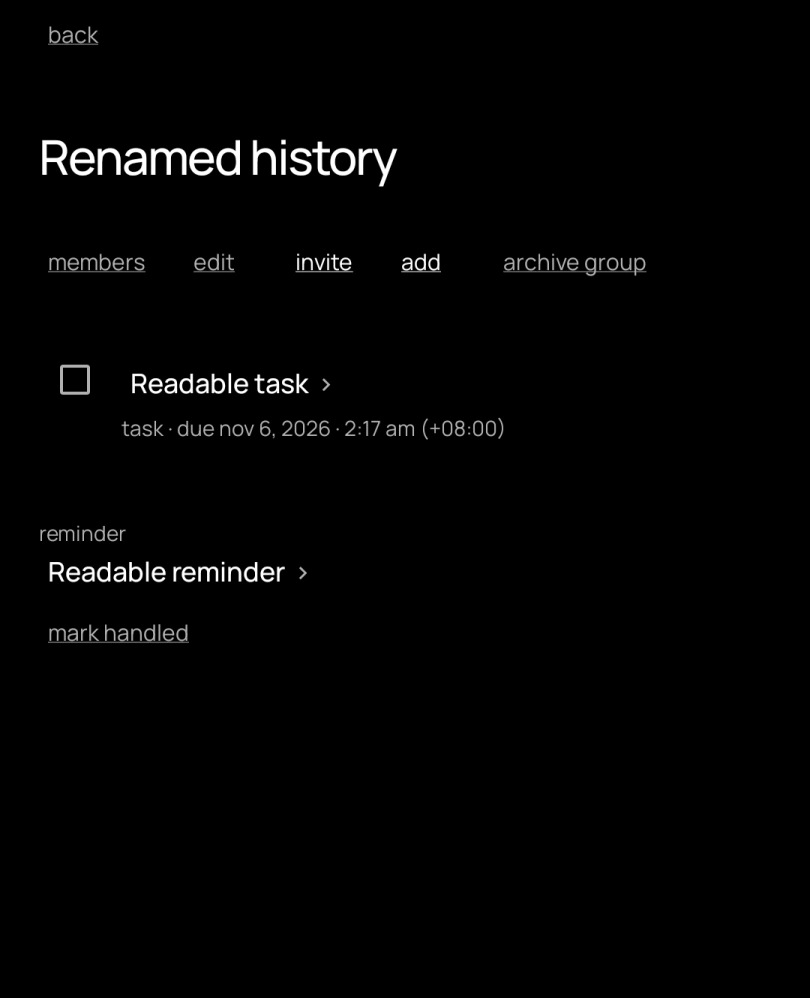 back
Renamed history
members edit invite add archive group
Readable task >
task · due nov 6, 2026 · 2:17 am (+08:00)
reminder
Readable reminder >
mark handled